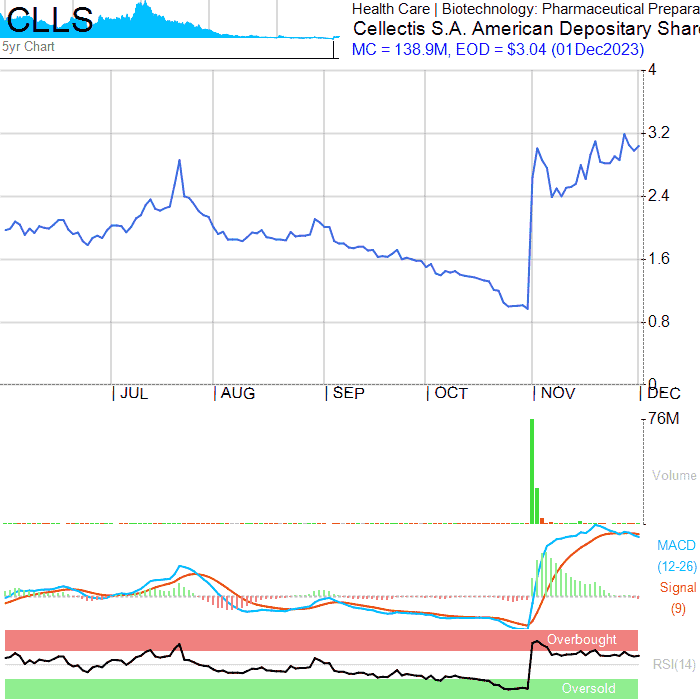 CLLS
5yr Chart
Health Care | Biotechnology: Pharmaceutical Prepara
Cellectis S.A. American Depositary Shar
MC = 138.9M, EOD = $3.04 (01Dec2023)
4
3.2
2.4
1.6
0.8
0
JUL AUG SEP OCT NOV DEC
76M
Volume
MACD
(12-26)
Signal
(9)
Overbought
RSI(14)
Oversold